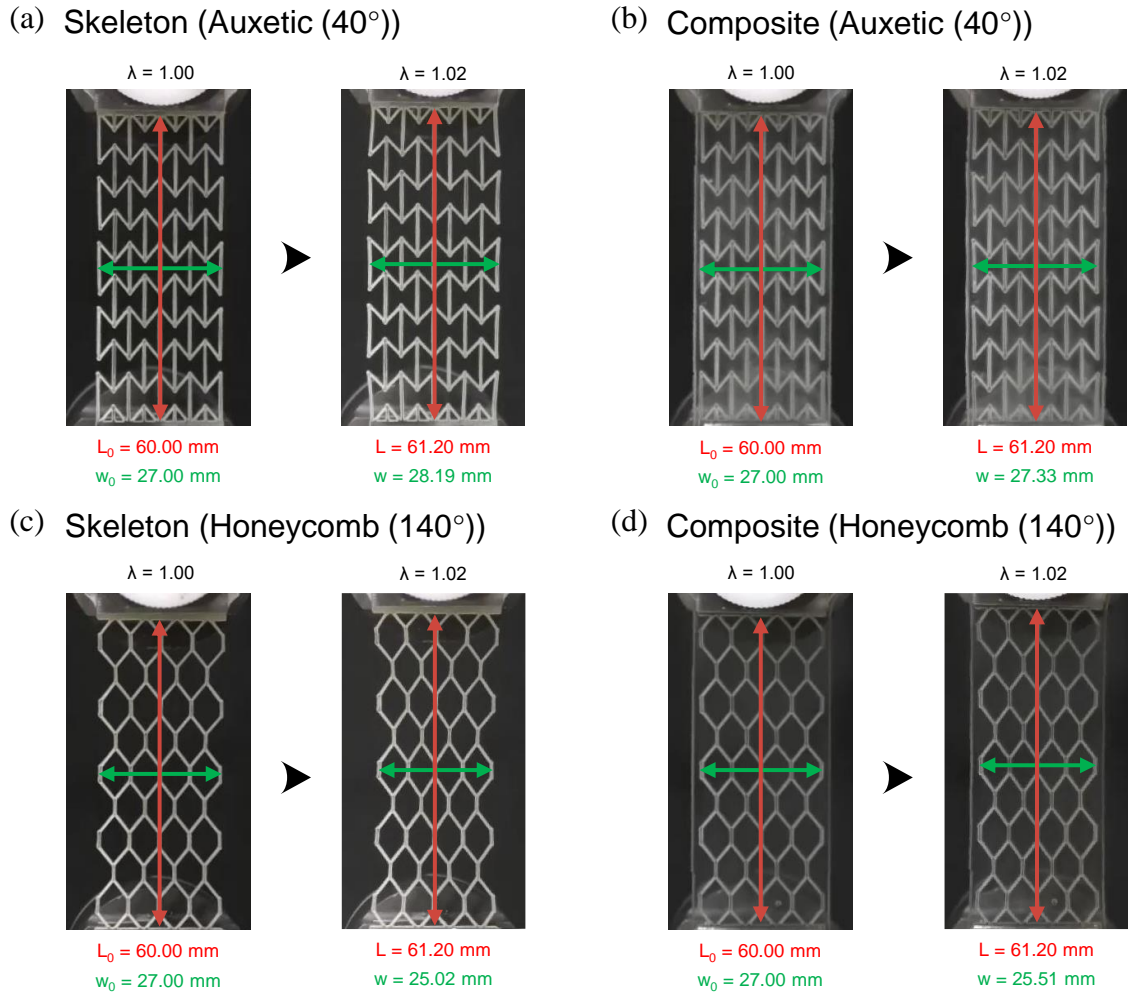 (a) Skeleton (Auxetic (40°))
λ = 1.00
λ = 1.02
L₀ = 60.00 mm
w₀ = 27.00 mm
L = 61.20 mm
w = 28.19 mm
(b) Composite (Auxetic (40°))
λ = 1.00
λ = 1.02
L₀ = 60.00 mm
w₀ = 27.00 mm
L = 61.20 mm
w = 27.33 mm
(c) Skeleton (Honeycomb (140°))
λ = 1.00
λ = 1.02
L₀ = 60.00 mm
w₀ = 27.00 mm
L = 61.20 mm
w = 25.02 mm
(d) Composite (Honeycomb (140°))
λ = 1.00
λ = 1.02
L₀ = 60.00 mm
w₀ = 27.00 mm
L = 61.20 mm
w = 25.51 mm